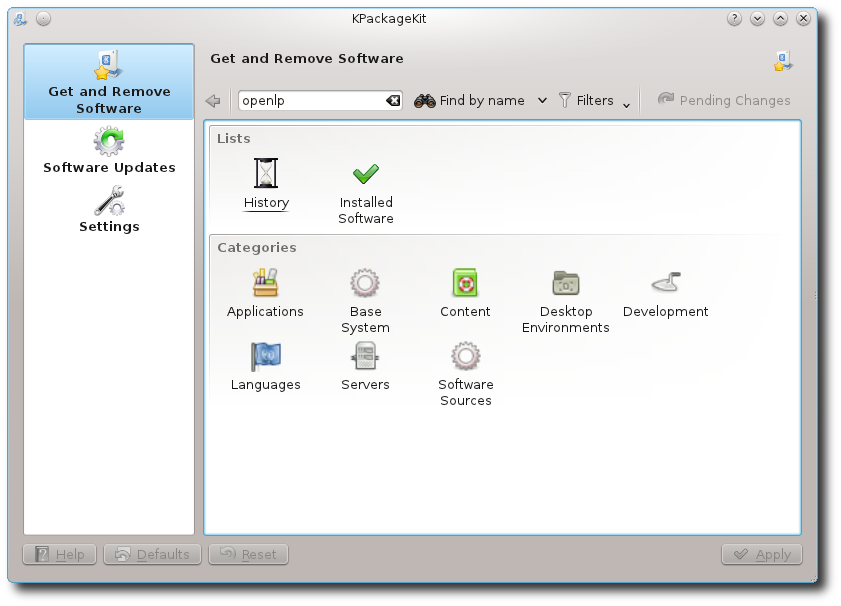 KPackageKit
Get and Remove
Software
Software Updates
Settings
Get and Remove Software
openlp
Find by name
Filters
Pending Changes
Lists
History
Installed
Software
Categories
Applications
Base
System
Content
Desktop
Environments
Development
Languages
Servers
Software
Sources
Help
Defaults
Reset
Apply